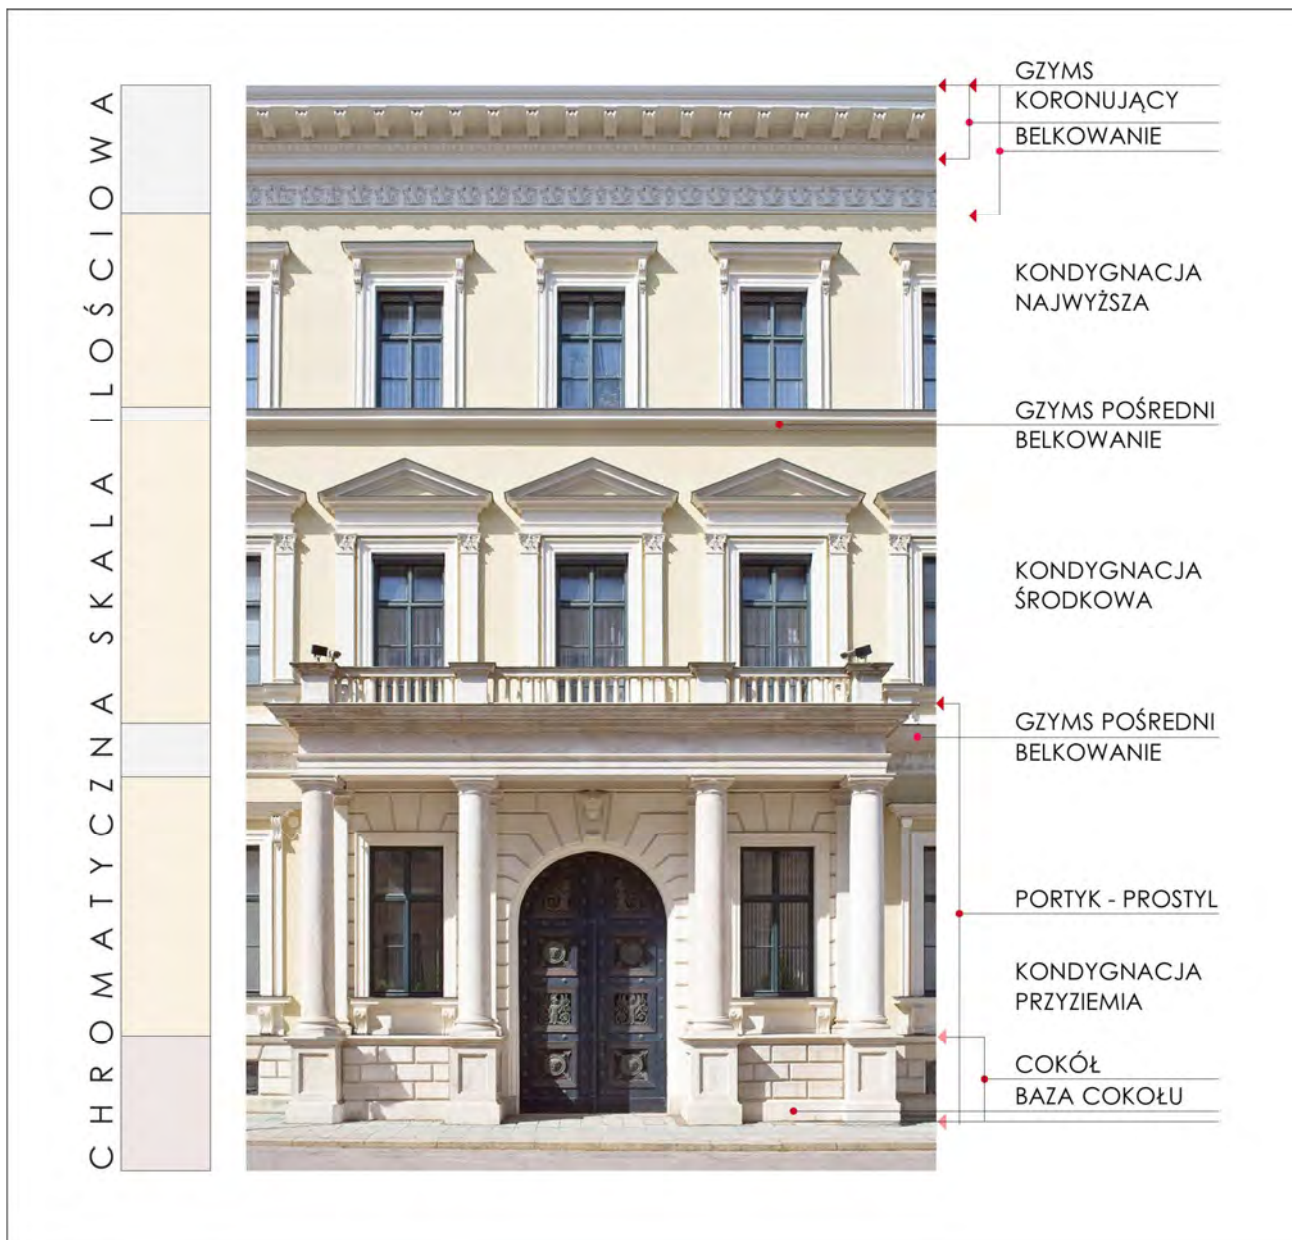 CHROMATYCZNA SKALA ILOŚCIOWA
GZYMS
KORONUJĄCY
BELKOWANIE
KONDYGNACJA
NAJWYŻSZA
GZYMS POŚREDNI
BELKOWANIE
KONDYGNACJA
ŚRODKOWA
GZYMS POŚREDNI
BELKOWANIE
PORTYK - PROSTYL
KONDYGNACJA
PRZYZIEMIA
COKÓŁ
BAZA COKOŁU